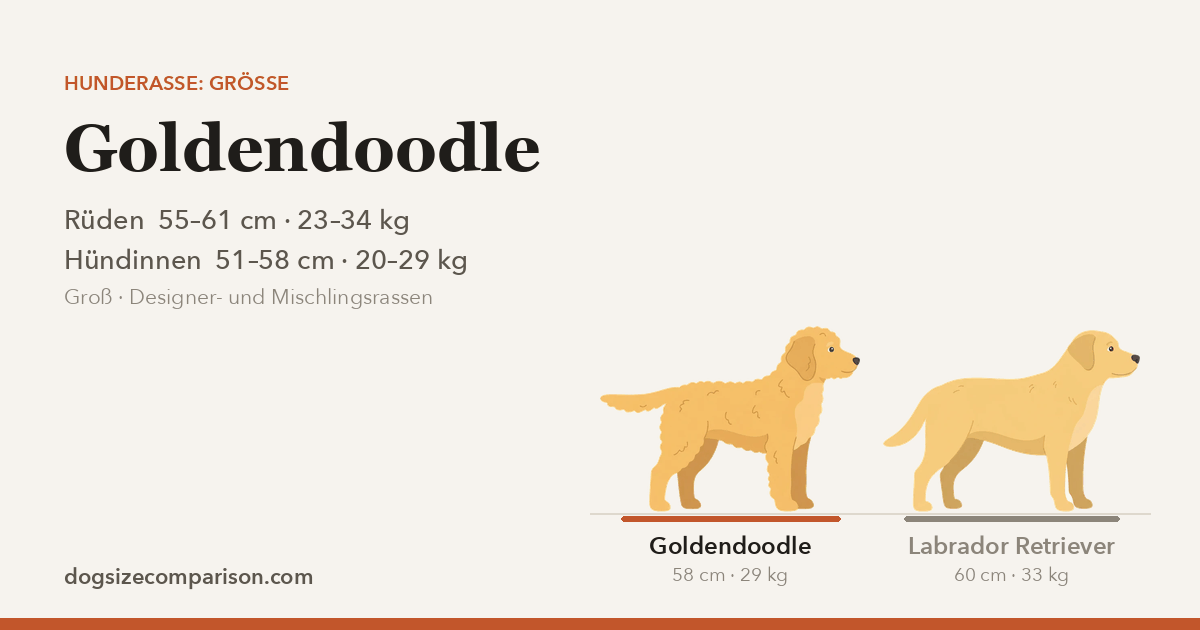 HUNDERASSE: GRÖSSE
Goldendoodle
Rüden 55–61 cm · 23–34 kg
Hündinnen 51–58 cm · 20–29 kg
Groß · Designer- und Mischlingsrassen
Goldendoodle
58 cm · 29 kg
Labrador Retriever
60 cm · 33 kg
dogsizecomparison.com